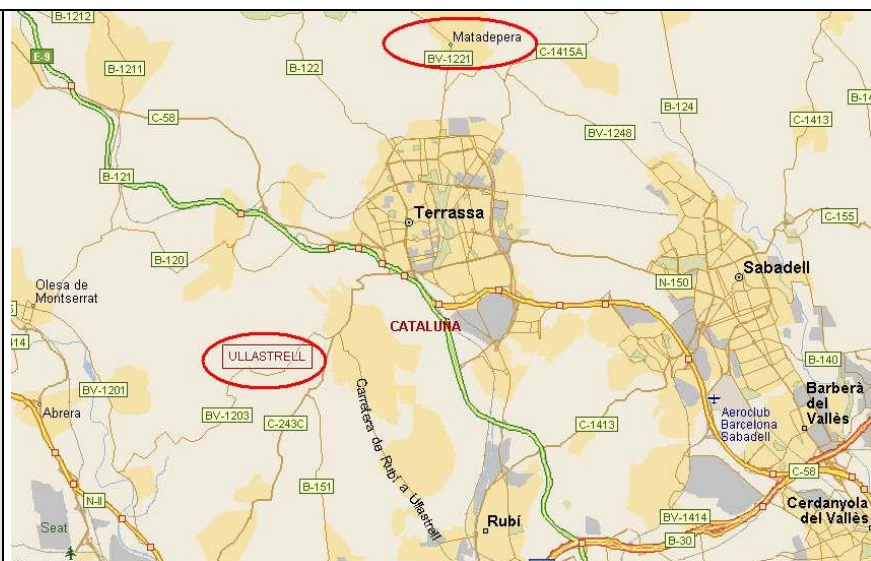 B-1212
Matadepera
E-9
BV-1221
C-1415A
B-1211
B-122
B-124
C-58
C-1413
BV-1248
B-121
Terrassa
C-155
B-120
Sabadell
Olesa de
Montserrat
N-150
CATALUÑA
ULLASTRELL
B-140
BV-1201
Barberà
del
Vallès
Abrera
BV-1203
Aeroclub
Barcelona
Sabadell
C-243C
C-1413
Carretera de Rubí a Ullastrell
B-151
C-58
N-II
Cerdanyola
del Vallès
Seat
Rubí
BV-1414
B-30